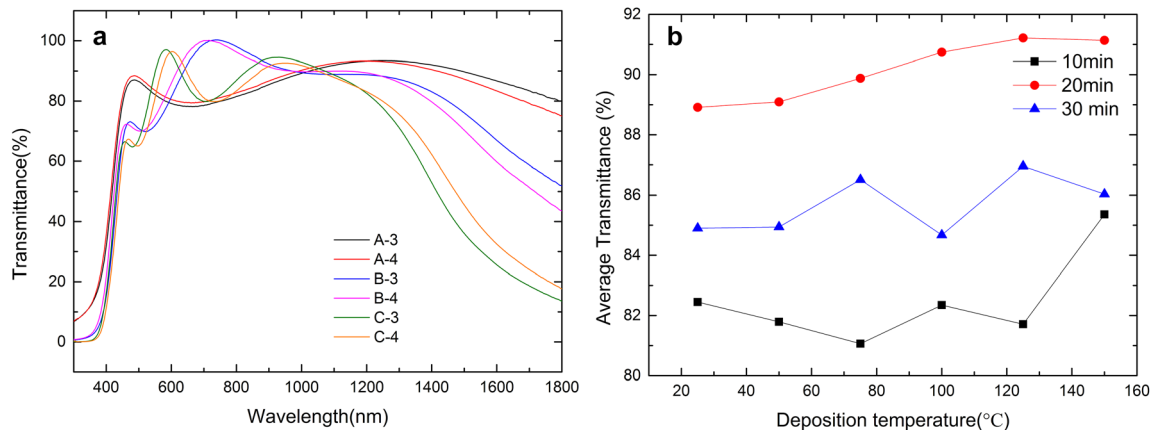 a
Transmittance(%)
100
80
60
40
20
0
A-3
A-4
B-3
B-4
C-3
C-4
400 600 800 1000 1200 1400 1600 1800
Wavelength(nm)
b
Average Transmittance (%)
92
90
88
86
84
82
80
10min
20min
30 min
20 40 60 80 100 120 140 160
Deposition temperature(°C)